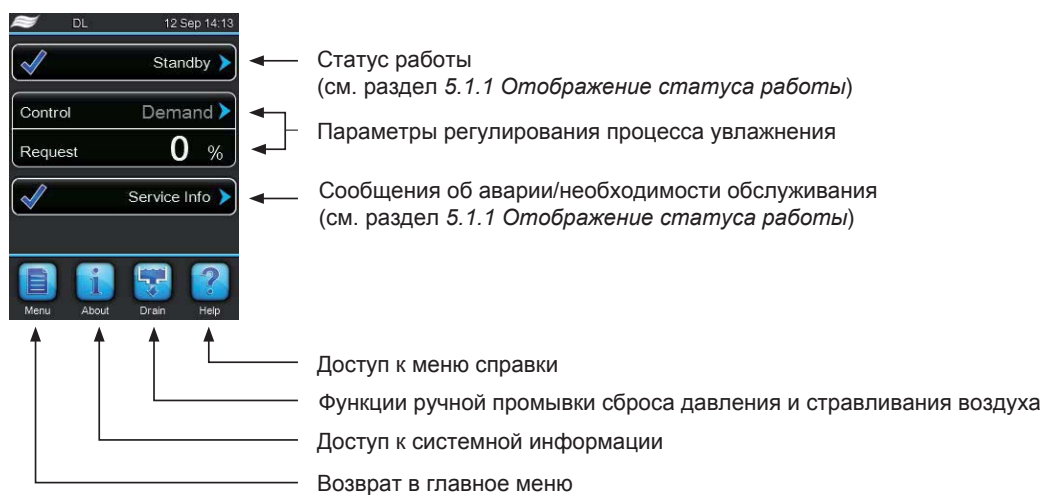 DL 12 Sep 14:13
Standby
Статус работы
(см. раздел 5.1.1 Отображение статуса работы)
Control Demand
Request 0 %
Параметры регулирования процесса увлажнения
Service Info
Сообщения об аварии/необходимости обслуживания
(см. раздел 5.1.1 Отображение статуса работы)
Menu About Drain Help
Доступ к меню справки
Функции ручной промывки сброса давления и стравливания воздуха
Доступ к системной информации
Возврат в главное меню